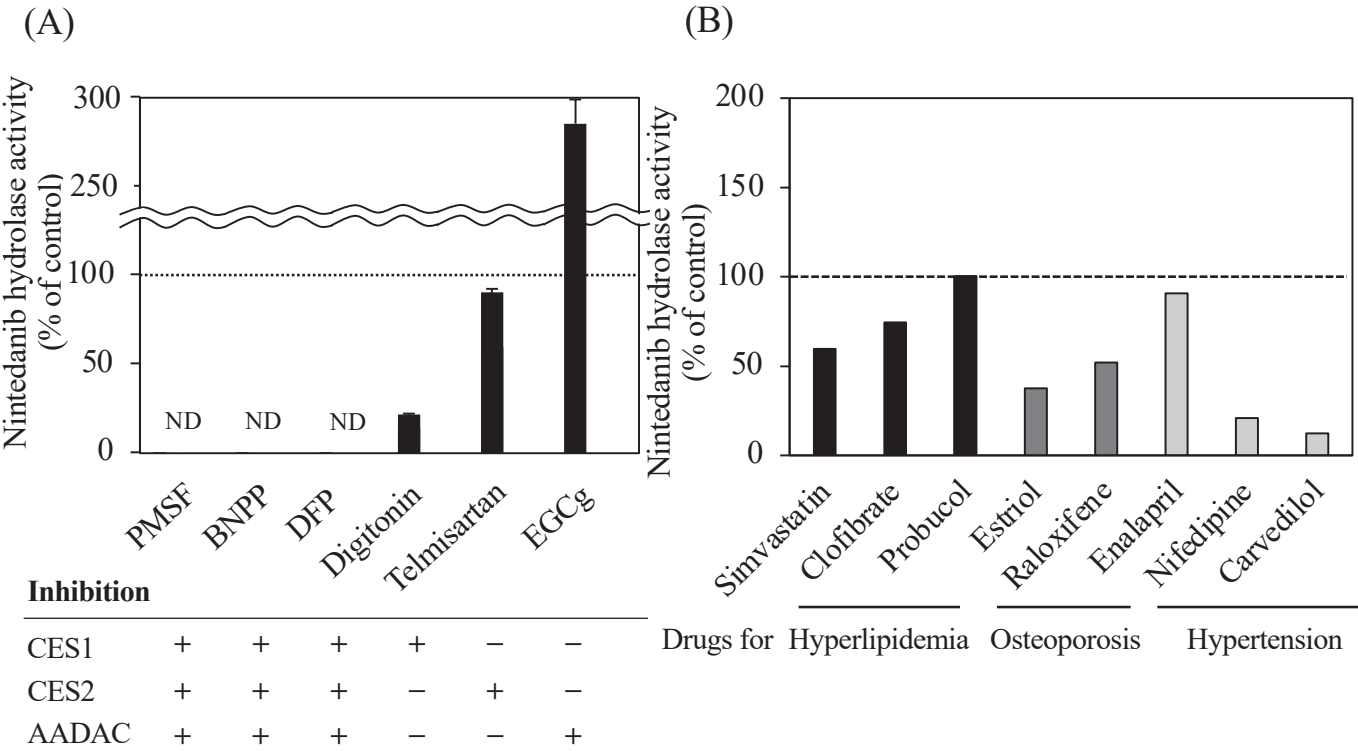 (A)
Nintedanib hydrolase activity
(% of control)
300
250
100
50
0
ND
ND
ND
PMSF
BNPP
DFP
Digitonin
Telmisartan
EGCg
Inhibition
CES1 + + + + − −
CES2 + + + − + −
AADAC + + + − − +
(B)
Nintedanib hydrolase activity
(% of control)
200
150
100
50
0
Simvastatin
Clofibrate
Probucol
Estriol
Raloxifene
Enalapril
Nifedipine
Carvedilol
Drugs for Hyperlipidemia Osteoporosis Hypertension